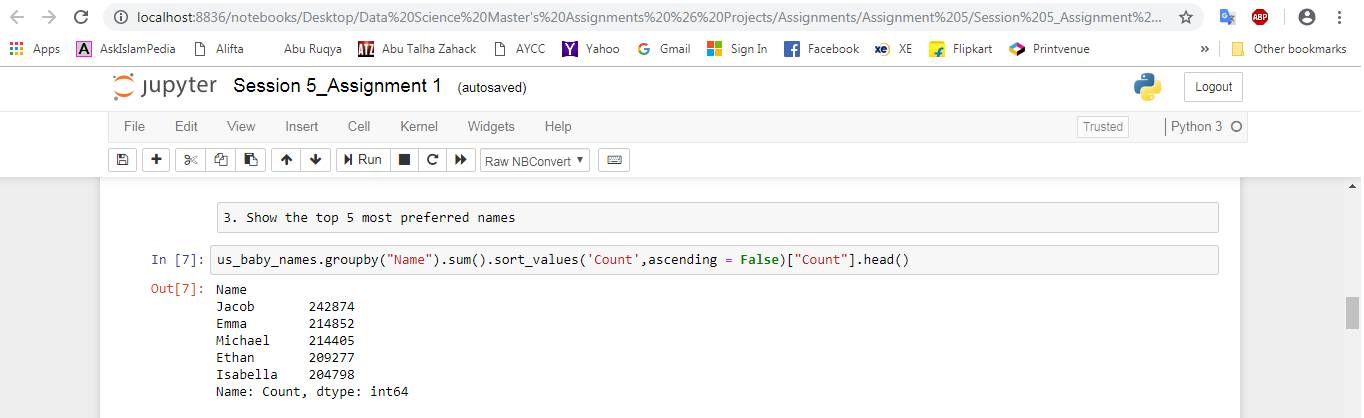 localhost:8836/notebooks/Desktop/Data%20Science%20Master's%20Assignments%20%26%20Projects/Assignments/Assignment%205/Session%205_Assignment%2...
ABP
Apps A AskIslamPedia Alifta Abu Ruqya ATZ Abu Talha Zahack AYCC Y Yahoo G Gmail Sign In f Facebook xe XE Flipkart Printvenue » Other bookmarks
jupyter Session 5_Assignment 1 (autosaved) Logout
File Edit View Insert Cell Kernel Widgets Help Trusted Python 3
Run Raw NBConvert
3. Show the top 5 most preferred names
In [7]: us_baby_names.groupby("Name").sum().sort_values('Count',ascending = False)["Count"].head()
Out[7]: Name
Jacob 242874
Emma 214852
Michael 214405
Ethan 209277
Isabella 204798
Name: Count, dtype: int64